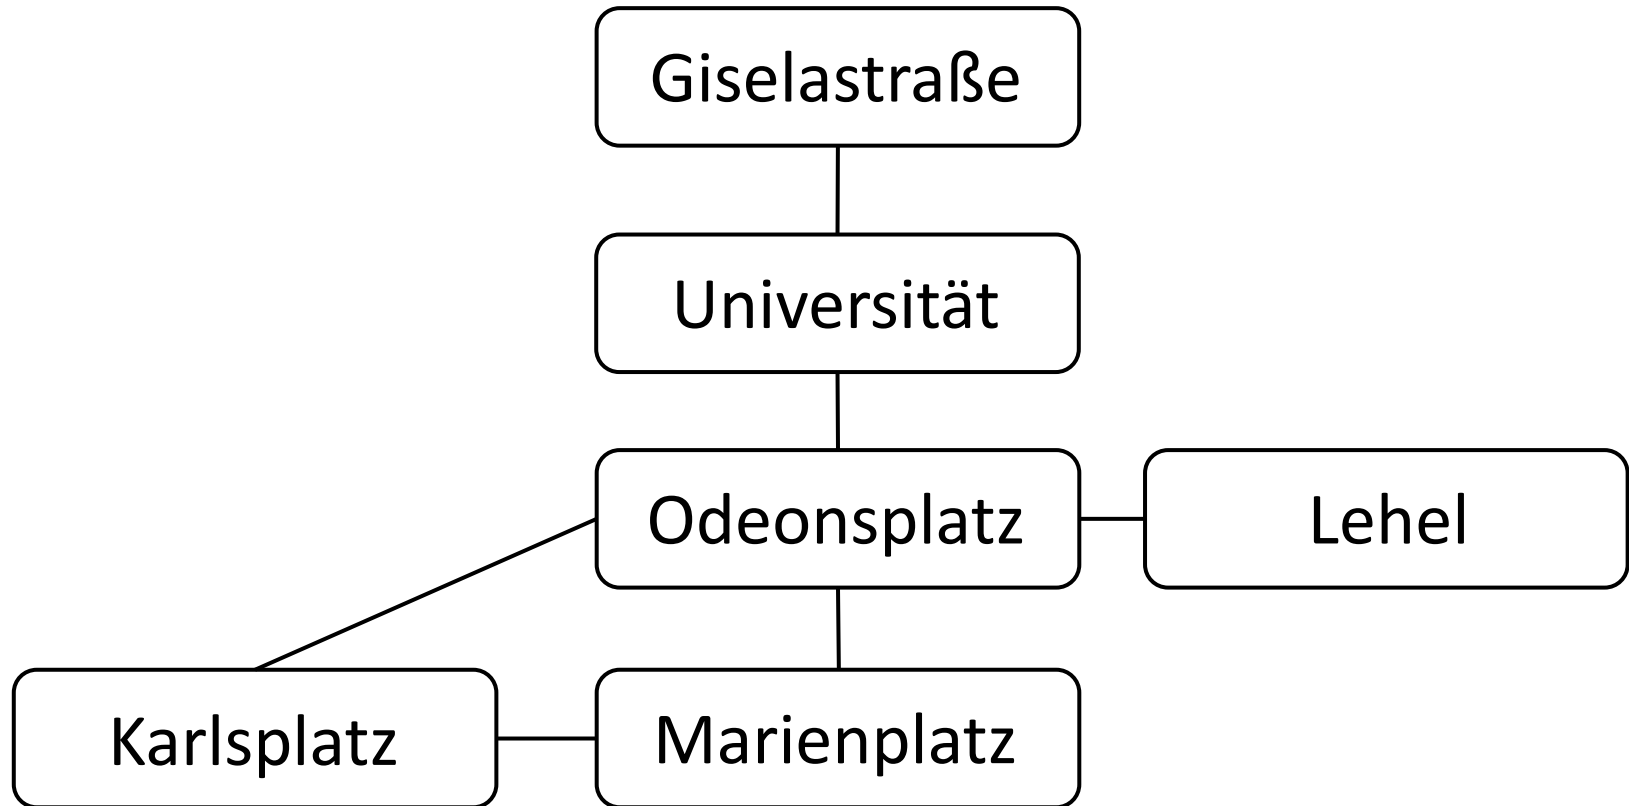 Giselastraße
Universität
Odeonsplatz
Lehel
Karlsplatz
Marienplatz